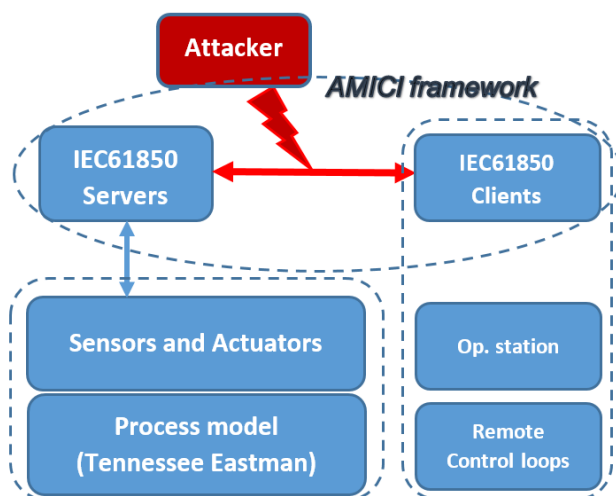 Attacker
AMICI framework
IEC61850
Servers
IEC61850
Clients
Sensors and Actuators
Op. station
Process model
(Tennessee Eastman)
Remote
Control loops